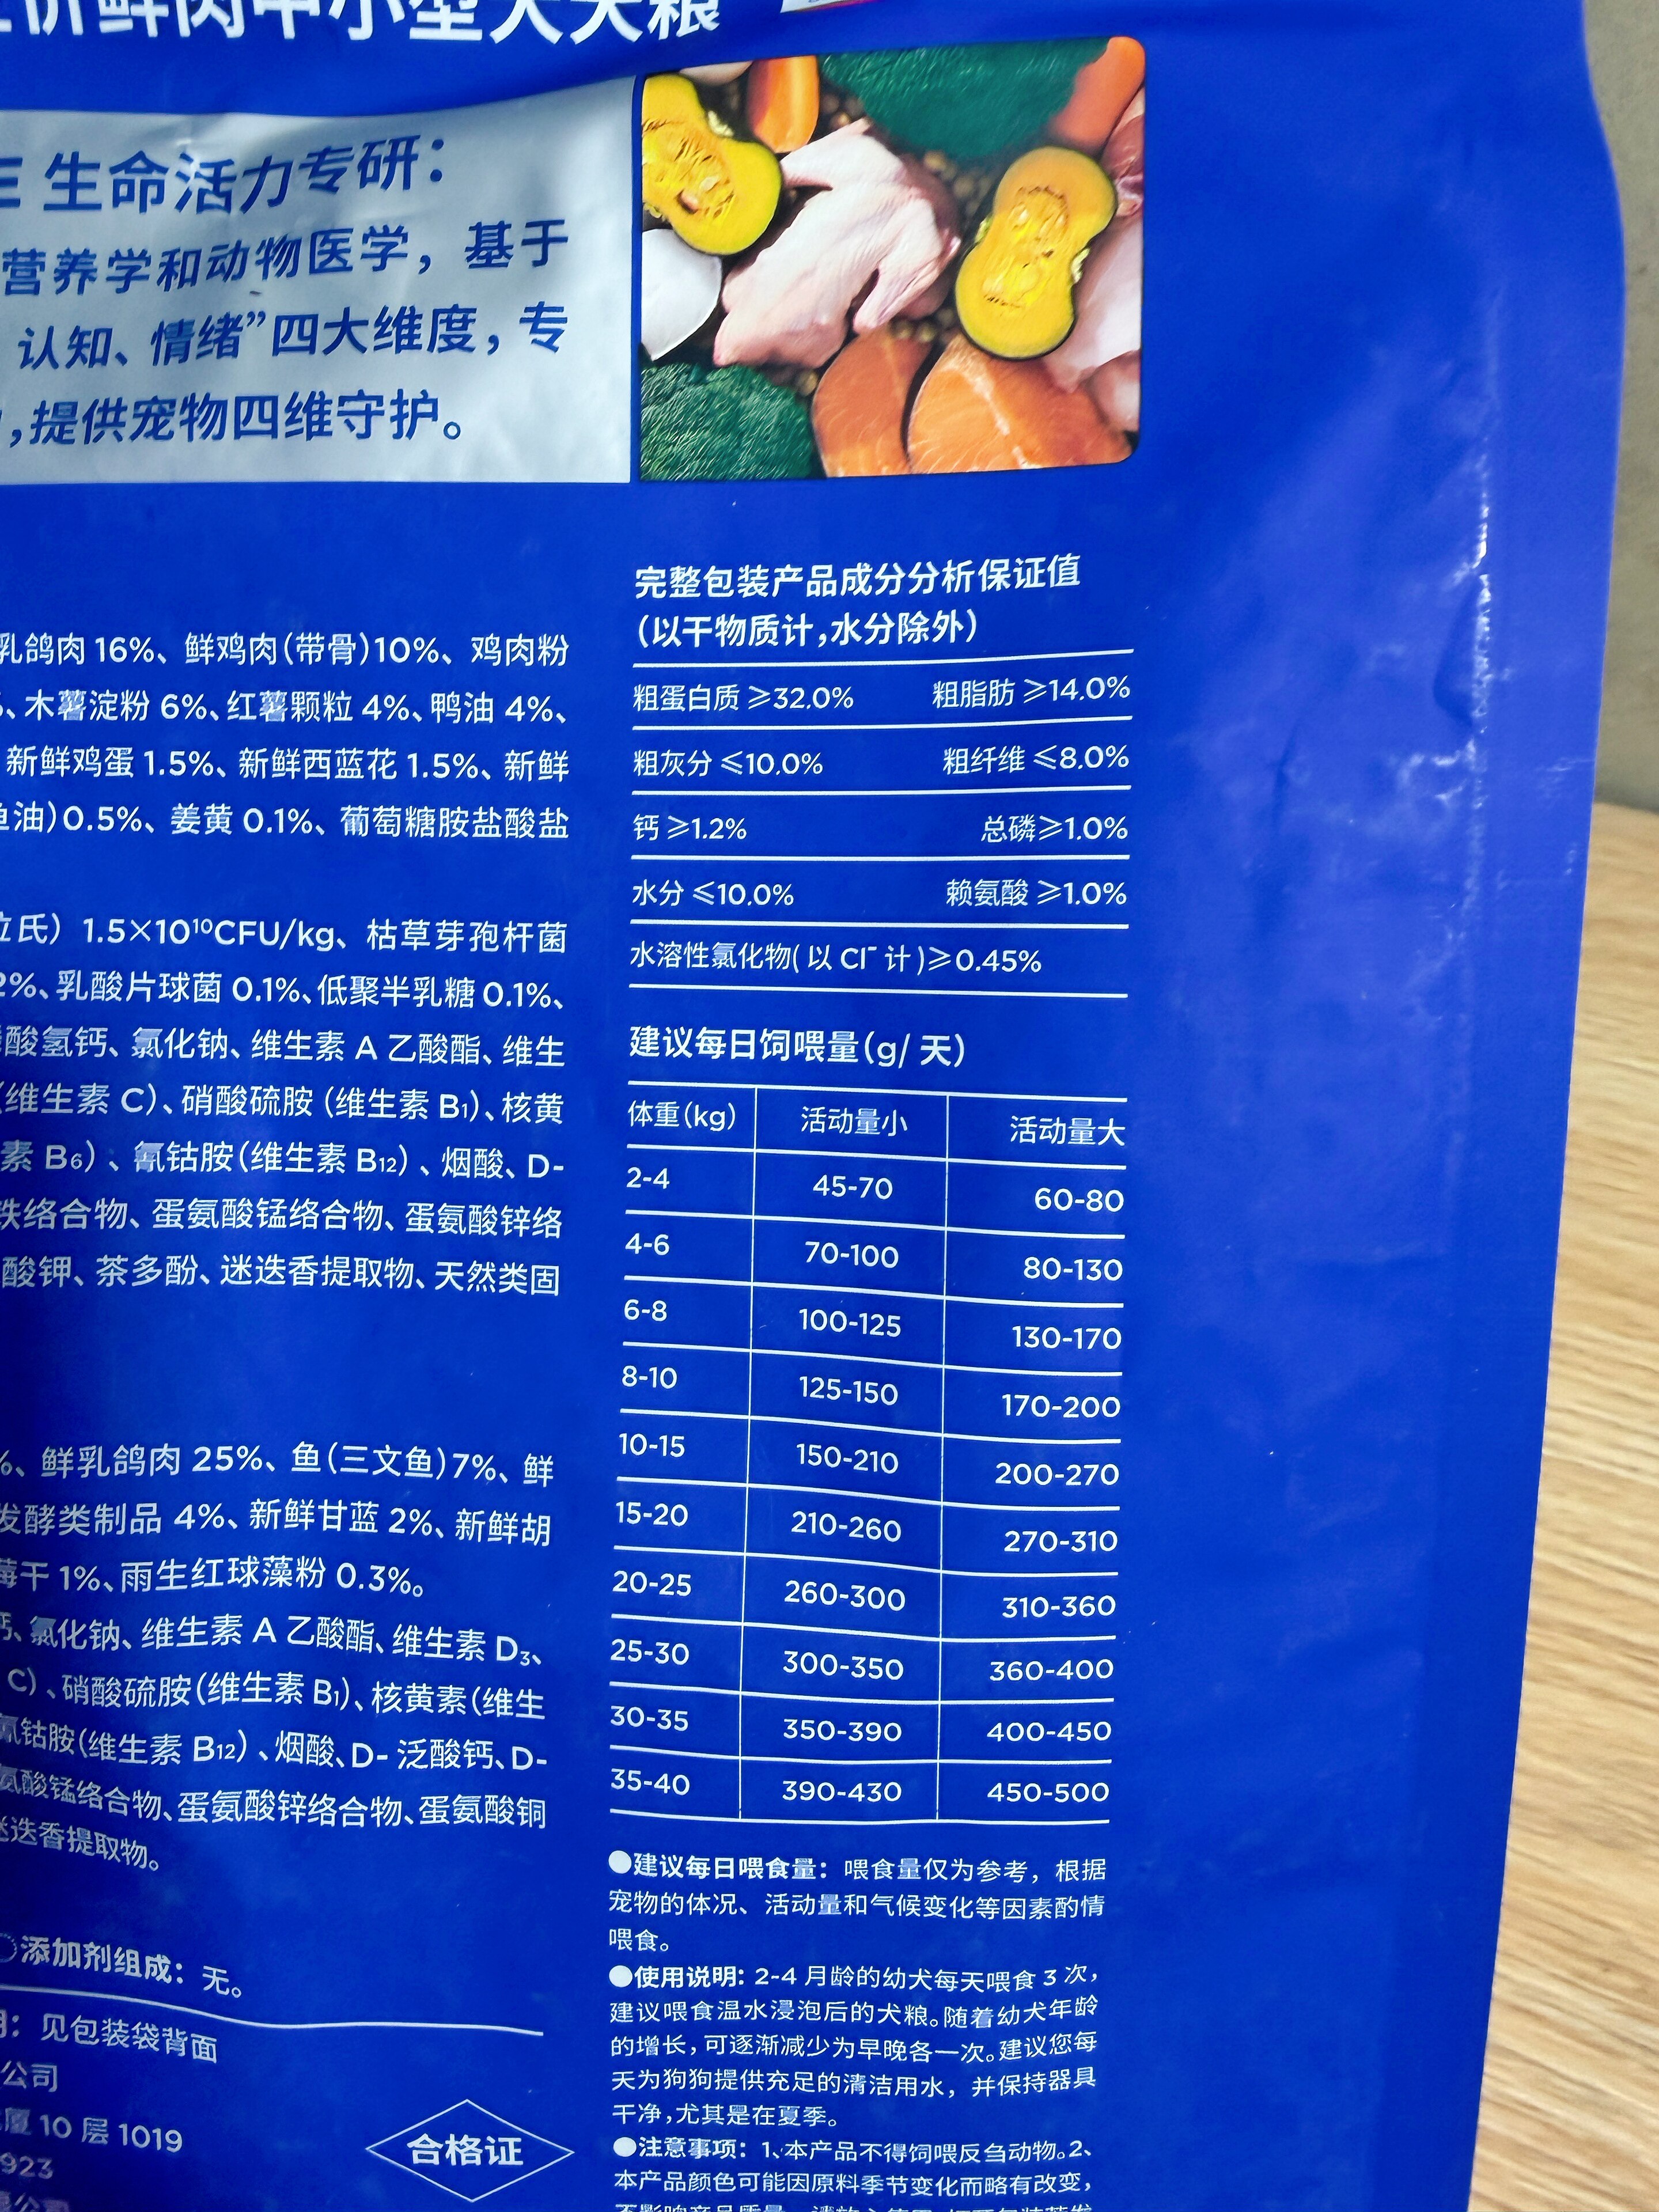 价鲜肉中小型犬犬粮
生命活力专研：
营养学和动物医学，基于
认知、情绪”四大维度，专
，提供宠物四维守护。
乳鸽肉 16%、鲜鸡肉（带骨）10%、鸡肉粉
、木薯淀粉 6%、红薯颗粒 4%、鸭油 4%、
新鲜鸡蛋 1.5%、新鲜西蓝花 1.5%、新鲜
油）0.5%、姜黄 0.1%、葡萄糖胺盐酸盐
氏） 1.5×10¹⁰CFU/kg、枯草芽孢杆菌
2%、乳酸片球菌 0.1%、低聚半乳糖 0.1%、
酸氢钙、氯化钠、维生素 A 乙酸酯、维生
（维生素 C）、硝酸硫胺（维生素 B₁）、核黄
素 B₆）、氰钴胺（维生素 B₁₂）、烟酸、D-
铁络合物、蛋氨酸锰络合物、蛋氨酸锌络
酸钾、茶多酚、迷迭香提取物、天然类固
%、鲜乳鸽肉 25%、鱼（三文鱼）7%、鲜
发酵类制品 4%、新鲜甘蓝 2%、新鲜胡
莓干 1%、雨生红球藻粉 0.3%。
钙、氯化钠、维生素 A 乙酸酯、维生素 D₃、
C）、硝酸硫胺（维生素 B₁）、核黄素（维生
氰钴胺（维生素 B₁₂）、烟酸、D- 泛酸钙、D-
氨酸锰络合物、蛋氨酸锌络合物、蛋氨酸铜
迷迭香提取物。
添加剂组成：无。
见包装袋背面
公司
厦 10 层 1019
923
合格证
完整包装产品成分分析保证值
（以干物质计，水分除外）
粗蛋白质 ≥32.0% 粗脂肪 ≥14.0%
粗灰分 ≤10.0% 粗纤维 ≤8.0%
钙 ≥1.2% 总磷≥1.0%
水分 ≤10.0% 赖氨酸 ≥1.0%
水溶性氯化物( 以 Cl⁻ 计 )≥0.45%
建议每日饲喂量（g/ 天）
体重（kg） 活动量小 活动量大
2-4 45-70 60-80
4-6 70-100 80-130
6-8 100-125 130-170
8-10 125-150 170-200
10-15 150-210 200-270
15-20 210-260 270-310
20-25 260-300 310-360
25-30 300-350 360-400
30-35 350-390 400-450
35-40 390-430 450-500
●建议每日喂食量：喂食量仅为参考，根据
宠物的体况、活动量和气候变化等因素酌情
喂食。
●使用说明：2-4 月龄的幼犬每天喂食 3 次，
建议喂食温水浸泡后的犬粮。随着幼犬年龄
的增长，可逐渐减少为早晚各一次。建议您每
天为狗狗提供充足的清洁用水，并保持器具
干净，尤其是在夏季。
●注意事项：1、本产品不得饲喂反刍动物。2、
本产品颜色可能因原料季节变化而略有改变，